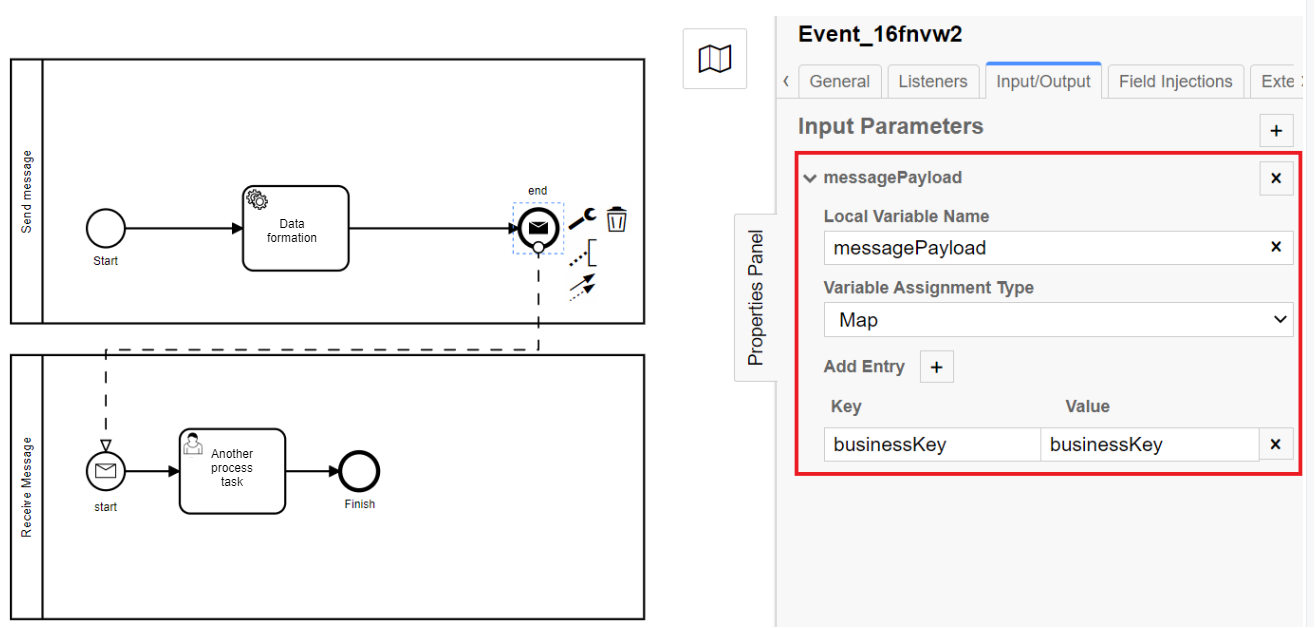 Send message
Start
Data
formation
end
Receive Message
start
Another
process
task
Finish
Properties Panel
Event_16fnvw2
General
Listeners
Input/Output
Field Injections
Exte
Input Parameters
messagePayload
Local Variable Name
messagePayload
Variable Assignment Type
Map
Add Entry
Key Value
businessKey businessKey